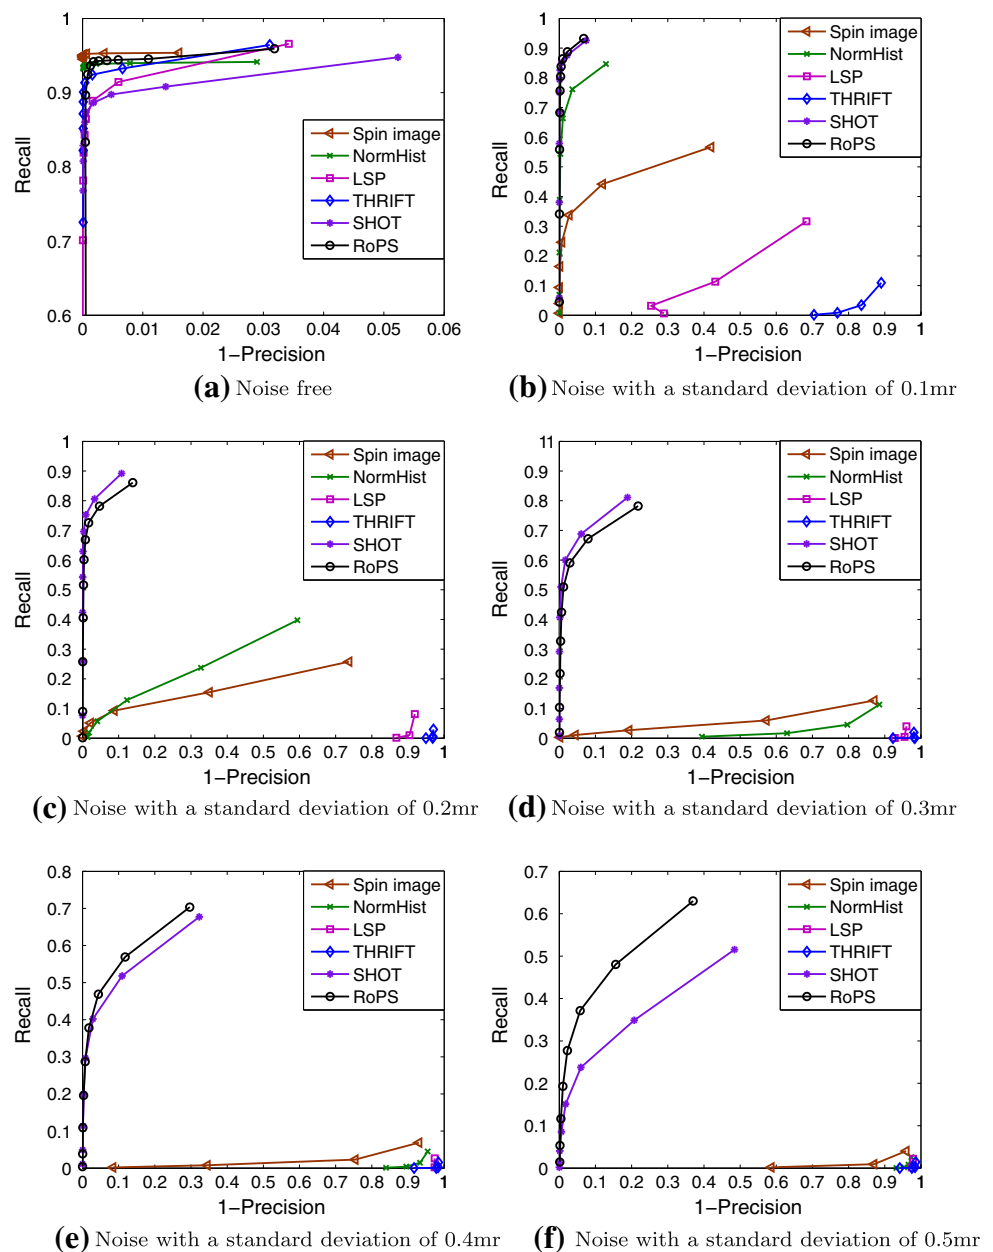 1
0.9
0.8
0.7
0.6
Recall
0 0.01 0.02 0.03 0.04 0.05 0.06
1-Precision
Spin image
NormHist
LSP
THRIFT
SHOT
RoPS
(a) Noise free
1
0.9
0.8
0.7
0.6
0.5
0.4
0.3
0.2
0.1
0
Recall
0 0.1 0.2 0.3 0.4 0.5 0.6 0.7 0.8 0.9 1
1-Precision
Spin image
NormHist
LSP
THRIFT
SHOT
RoPS
(b) Noise with a standard deviation of 0.1mr
1
0.9
0.8
0.7
0.6
0.5
0.4
0.3
0.2
0.1
0
Recall
0 0.1 0.2 0.3 0.4 0.5 0.6 0.7 0.8 0.9 1
1-Precision
Spin image
NormHist
LSP
THRIFT
SHOT
RoPS
(c) Noise with a standard deviation of 0.2mr
11
0.9
0.8
0.7
0.6
0.5
0.4
0.3
0.2
0.1
0
Recall
0 0.1 0.2 0.3 0.4 0.5 0.6 0.7 0.8 0.9 1
1-Precision
Spin image
NormHist
LSP
THRIFT
SHOT
RoPS
(d) Noise with a standard deviation of 0.3mr
0.8
0.7
0.6
0.5
0.4
0.3
0.2
0.1
0
Recall
0 0.1 0.2 0.3 0.4 0.5 0.6 0.7 0.8 0.9 1
1-Precision
Spin image
NormHist
LSP
THRIFT
SHOT
RoPS
(e) Noise with a standard deviation of 0.4mr
0.7
0.6
0.5
0.4
0.3
0.2
0.1
0
Recall
0 0.1 0.2 0.3 0.4 0.5 0.6 0.7 0.8 0.9 1
1-Precision
Spin image
NormHist
LSP
THRIFT
SHOT
RoPS
(f) Noise with a standard deviation of 0.5mr